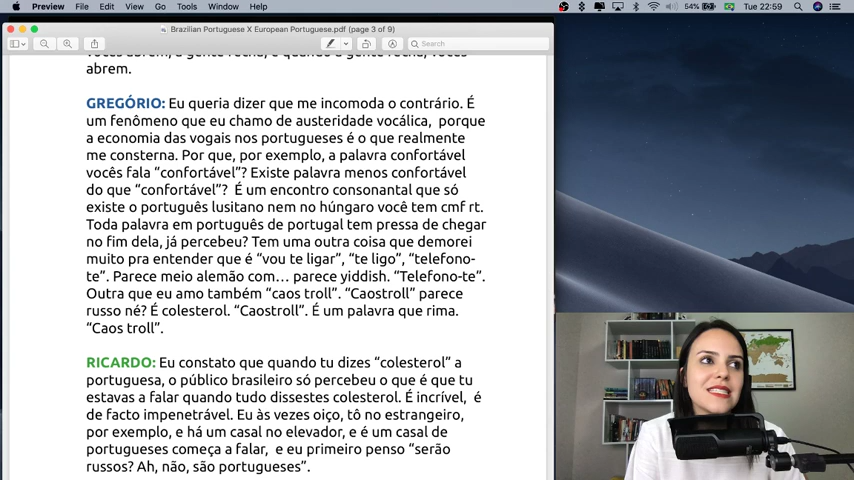 Preview File Edit View Go Tools Window Help
54% Tue 22:59
Brazilian Portuguese X European Portuguese.pdf (page 3 of 9)
Search
abrem.
GREGÓRIO: Eu queria dizer que me incomoda o contrário. É
um fenômeno que eu chamo de austeridade vocálica, porque
a economia das vogais nos portugueses é o que realmente
me consterna. Por que, por exemplo, a palavra confortável
vocês fala “confortável”? Existe palavra menos confortável
do que “confortável”? É um encontro consonantal que só
existe o português lusitano nem no húngaro você tem cmf rt.
Toda palavra em português de portugal tem pressa de chegar
no fim dela, já percebeu? Tem uma outra coisa que demorei
muito pra entender que é “vou te ligar”, “te ligo”, “telefono-
te”. Parece meio alemão com... parece yiddish. “Telefono-te”.
Outra que eu amo também “caos troll”. “Caostroll” parece
russo né? É colesterol. “Caostroll”. É um palavra que rima.
“Caos troll”.
RICARDO: Eu constato que quando tu dizes “colesterol” a
portuguesa, o público brasileiro só percebeu o que é que tu
estavas a falar quando tudo dissestes colesterol. É incrível, é
de facto impenetrável. Eu às vezes oiço, tô no estrangeiro,
por exemplo, e há um casal no elevador, e é um casal de
portugueses começa a falar, e eu primeiro penso “serão
russos? Ah, não, são portugueses”.